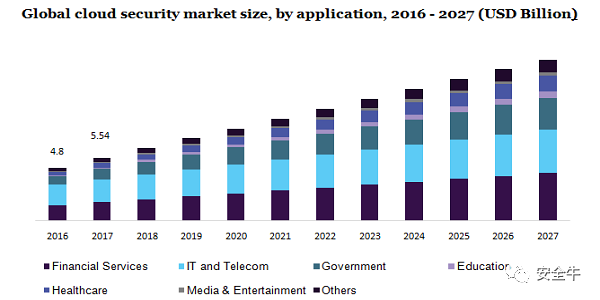 Global cloud security market size, by application, 2016 - 2027 (USD Billion)
4.8
5.54
2016 2017 2018 2019 2020 2021 2022 2023 2024 2025 2026 2027
Financial Services IT and Telecom Government Education
Healthcare Media & Entertainment Others
安全牛